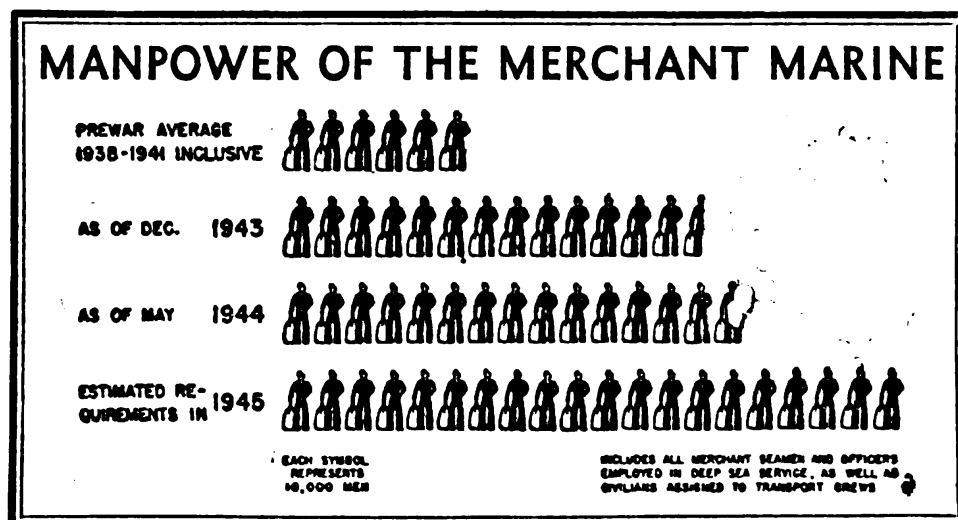 MANPOWER OF THE MERCHANT MARINE
PREWAR AVERAGE
1938-1941 INCLUSIVE
AS OF DEC. 1943
AS OF MAY 1944
ESTIMATED RE-
QUIREMENTS IN 1945
EACH SYMBOL
REPRESENTS
10,000 MEN
INCLUDES ALL MERCHANT SEAMEN AND OFFICERS
EMPLOYED IN DEEP SEA SERVICE, AS WELL AS
CIVILIANS ASSIGNED TO TRANSPORT CREWS